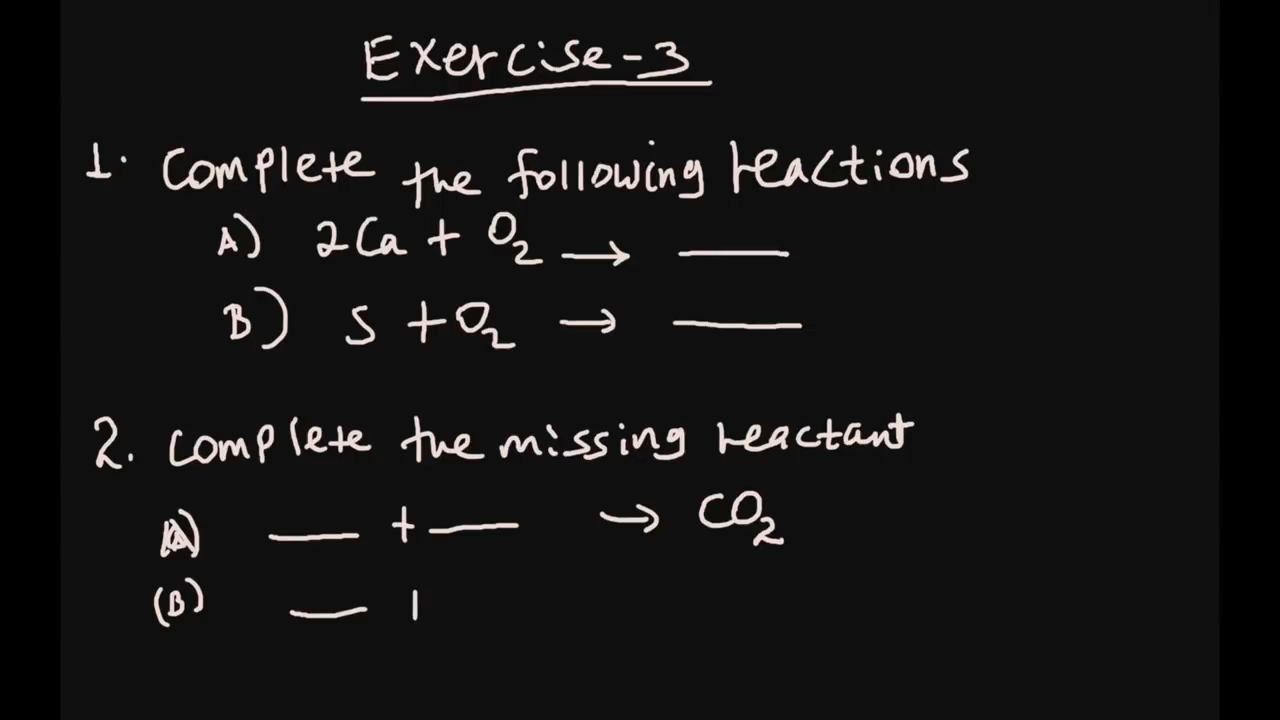 Exercise-3
1. Complete the following reactions
A) 2Ca + O₂ → ____
B) S + O₂ → ____
2. Complete the missing reactant
A) ____ + ____ → CO₂
(B) ____ |